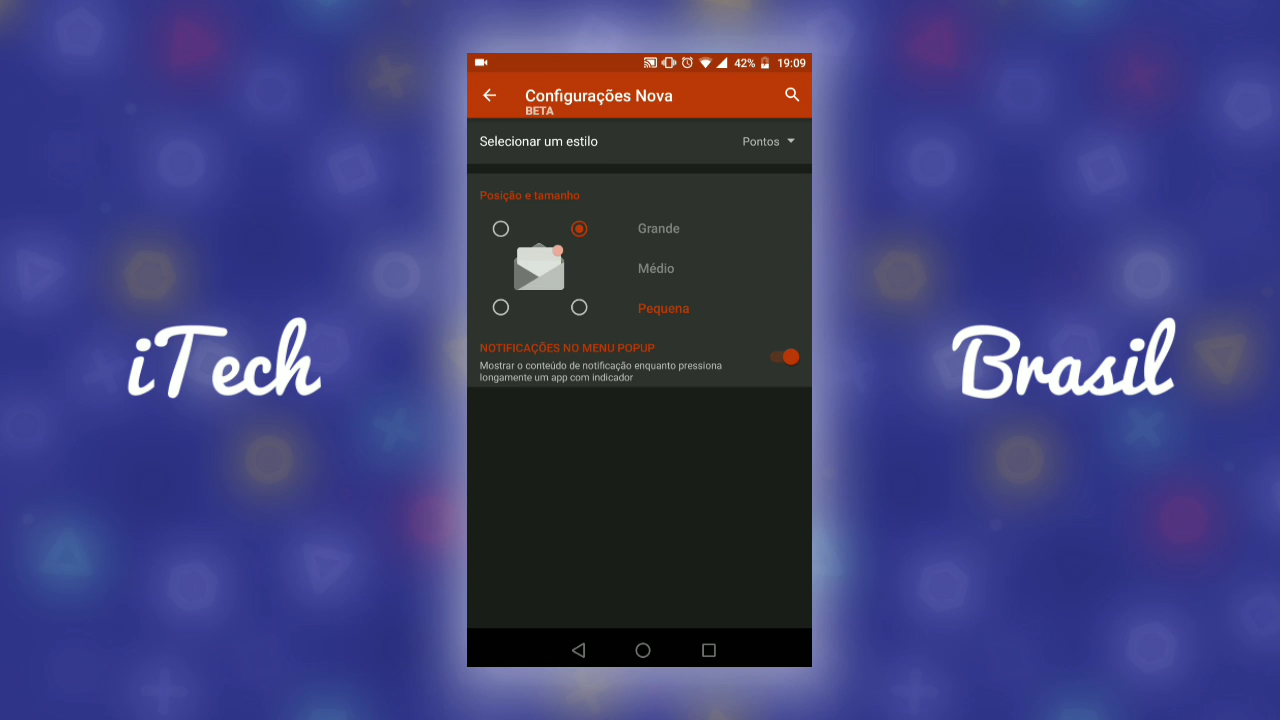 42% 19:09
Configurações Nova
BETA
Selecionar um estilo Pontos
Posição e tamanho
Grande
Médio
Pequena
NOTIFICAÇÕES NO MENU POPUP
Mostrar o conteúdo de notificação enquanto pressiona
longamente um app com indicador
iTech Brasil